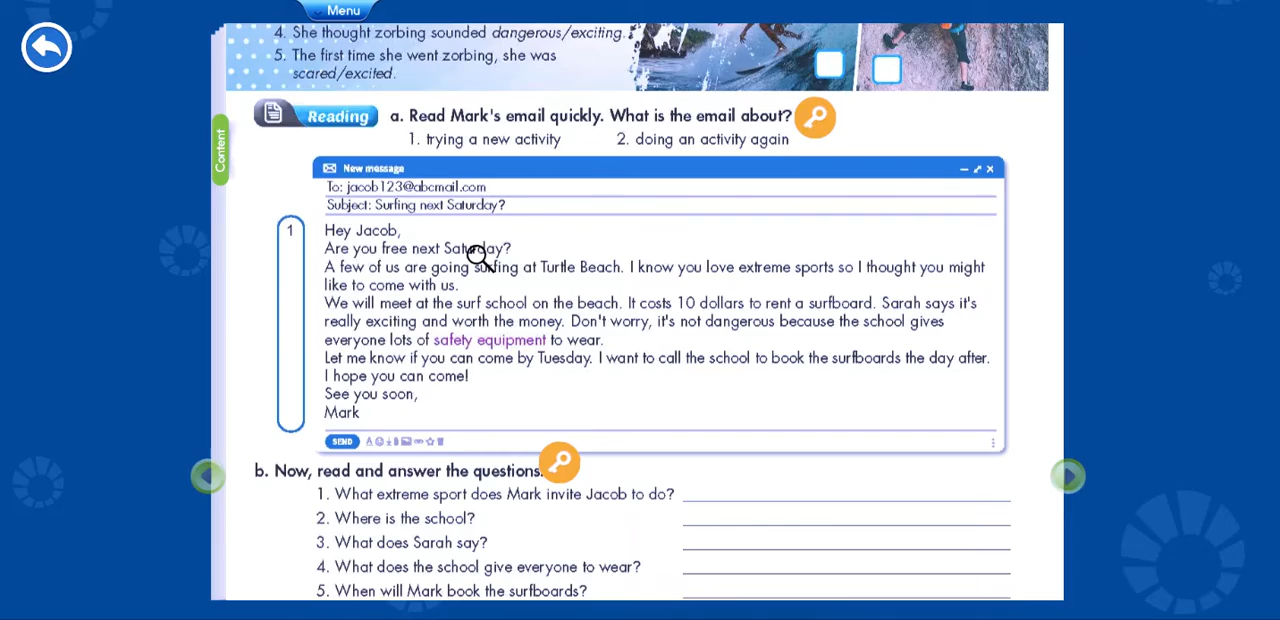 Menu
4. She thought zorbing sounded dangerous/exciting.
5. The first time she went zorbing, she was
scared/excited.
Content
Reading
a. Read Mark's email quickly. What is the email about?
1. trying a new activity 2. doing an activity again
New message
To: jacob123@abcmail.com
Subject: Surfing next Saturday?
1
Hey Jacob,
Are you free next Saturday?
A few of us are going surfing at Turtle Beach. I know you love extreme sports so I thought you might
like to come with us.
We will meet at the surf school on the beach. It costs 10 dollars to rent a surfboard. Sarah says it's
really exciting and worth the money. Don't worry, it's not dangerous because the school gives
everyone lots of safety equipment to wear.
Let me know if you can come by Tuesday. I want to call the school to book the surfboards the day after.
I hope you can come!
See you soon,
Mark
SEND
b. Now, read and answer the questions.
1. What extreme sport does Mark invite Jacob to do?
2. Where is the school?
3. What does Sarah say?
4. What does the school give everyone to wear?
5. When will Mark book the surfboards?